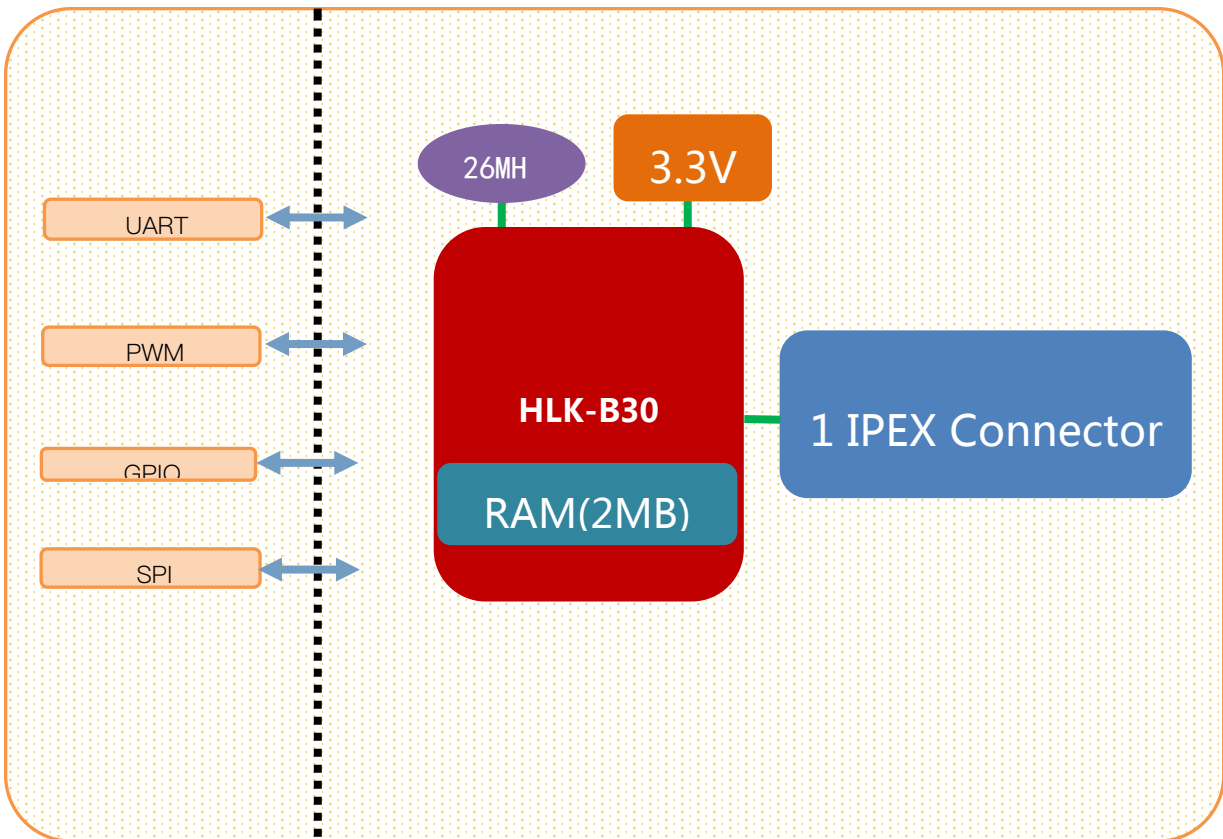 26MH
3.3V
UART
PWM
HLK-B30
1 IPEX Connector
GPIO
RAM(2MB)
SPI